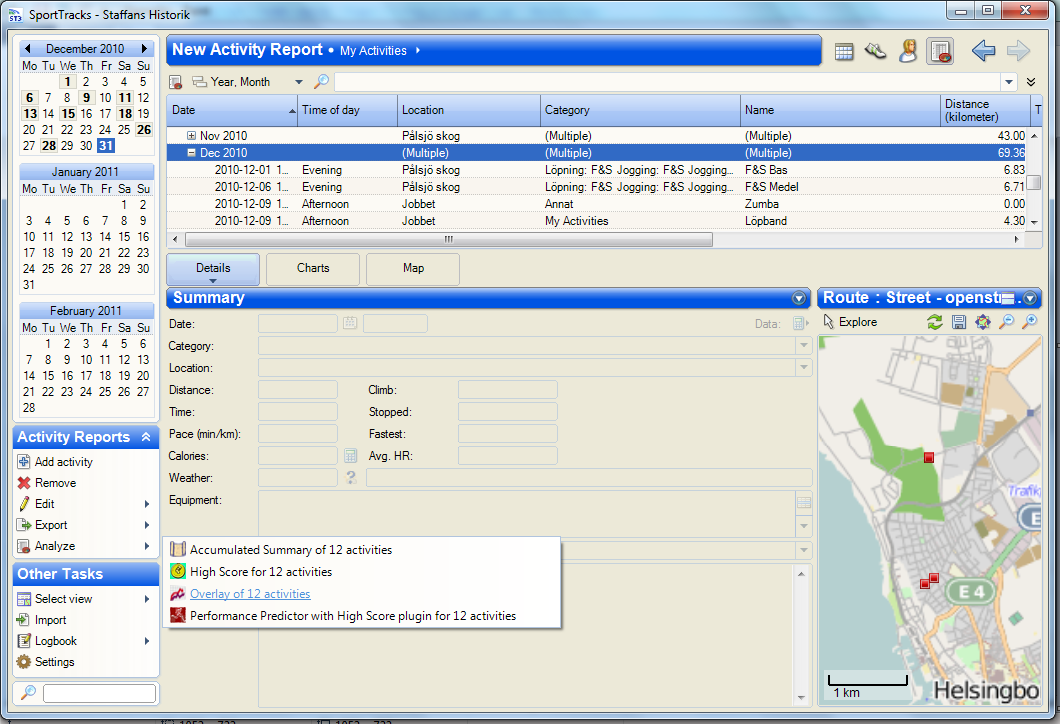 SportTracks - Staffans Historik
December 2010
Mo Tu We Th Fr Sa Su
1 2 3 4 5
6 7 8 9 10 11 12
13 14 15 16 17 18 19
20 21 22 23 24 25 26
27 28 29 30 31
January 2011
Mo Tu We Th Fr Sa Su
1 2
3 4 5 6 7 8 9
10 11 12 13 14 15 16
17 18 19 20 21 22 23
24 25 26 27 28 29 30
31
February 2011
Mo Tu We Th Fr Sa Su
1 2 3 4 5 6
7 8 9 10 11 12 13
14 15 16 17 18 19 20
21 22 23 24 25 26 27
28
Activity Reports
Add activity
Remove
Edit
Export
Analyze
Other Tasks
Select view
Import
Logbook
Settings
New Activity Report • My Activities
Year, Month
Date Time of day Location Category Name Distance (kilometer) T
Nov 2010 Pålsjö skog (Multiple) (Multiple) 43.00
Dec 2010 (Multiple) (Multiple) (Multiple) 69.36
2010-12-01 1... Evening Pålsjö skog Löpning: F&S Jogging: F&S Jogging... F&S Bas 6.83
2010-12-06 1... Evening Pålsjö skog Löpning: F&S Jogging: F&S Jogging... F&S Medel 6.71
2010-12-09 1... Afternoon Jobbet Annat Zumba 0.00
2010-12-09 1... Afternoon Jobbet My Activities Löpband 4.30
Details Charts Map
Summary
Date: Data:
Category:
Location:
Distance: Climb:
Time: Stopped:
Pace (min/km): Fastest:
Calories: Avg. HR:
Weather: ?
Equipment:
Accumulated Summary of 12 activities
High Score for 12 activities
Overlay of 12 activities
Performance Predictor with High Score plugin for 12 activities
Route : Street - openst
Explore
Trafikp
E
E 4
1 km
Helsingbo